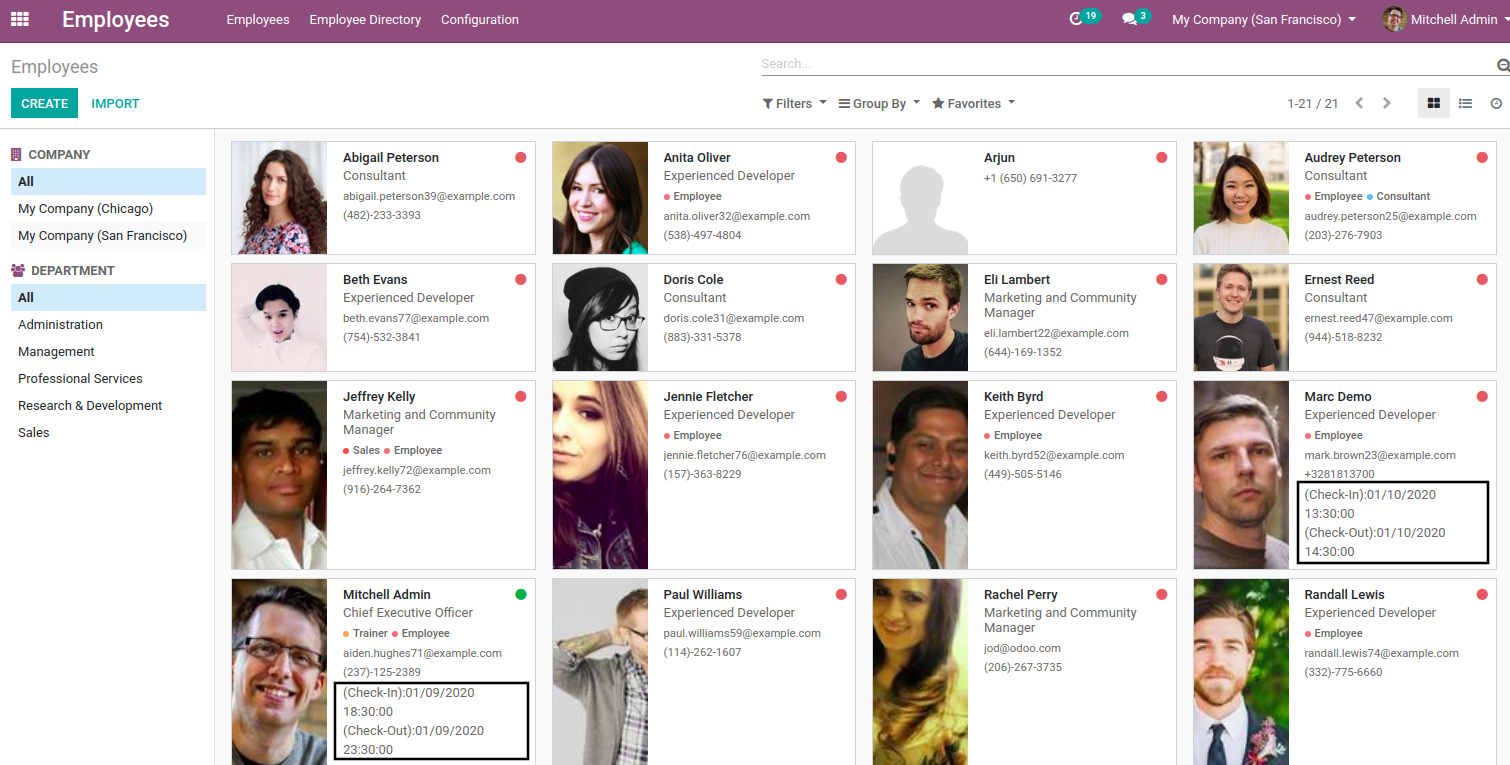 Employees
Employees Employee Directory Configuration
19
3
My Company (San Francisco)
Mitchell Admin
Employees
Search...
CREATE IMPORT
Filters Group By Favorites
1-21 / 21
COMPANY
All
My Company (Chicago)
My Company (San Francisco)
DEPARTMENT
All
Administration
Management
Professional Services
Research & Development
Sales
Abigail Peterson
Consultant
abigail.peterson39@example.com
(482)-233-3393
Anita Oliver
Experienced Developer
Employee
anita.oliver32@example.com
(538)-497-4804
Arjun
+1 (650) 691-3277
Audrey Peterson
Consultant
Employee Consultant
audrey.peterson25@example.com
(203)-276-7903
Beth Evans
Experienced Developer
beth.evans77@example.com
(754)-532-3841
Doris Cole
Consultant
doris.cole31@example.com
(883)-331-5378
Eli Lambert
Marketing and Community
Manager
eli.lambert22@example.com
(644)-169-1352
Ernest Reed
Consultant
ernest.reed47@example.com
(944)-518-8232
Jeffrey Kelly
Marketing and Community
Manager
Sales Employee
jeffrey.kelly72@example.com
(916)-264-7362
Jennie Fletcher
Experienced Developer
Employee
jennie.fletcher76@example.com
(157)-363-8229
Keith Byrd
Experienced Developer
Employee
keith.byrd52@example.com
(449)-505-5146
Marc Demo
Experienced Developer
Employee
mark.brown23@example.com
+3281813700
(Check-In):01/10/2020
13:30:00
(Check-Out):01/10/2020
14:30:00
Mitchell Admin
Chief Executive Officer
Trainer Employee
aiden.hughes71@example.com
(237)-125-2389
(Check-In):01/09/2020
18:30:00
(Check-Out):01/09/2020
23:30:00
Paul Williams
Experienced Developer
paul.williams59@example.com
(114)-262-1607
Rachel Perry
Marketing and Community
Manager
jod@odoo.com
(206)-267-3735
Randall Lewis
Experienced Developer
Employee
randall.lewis74@example.com
(332)-775-6660